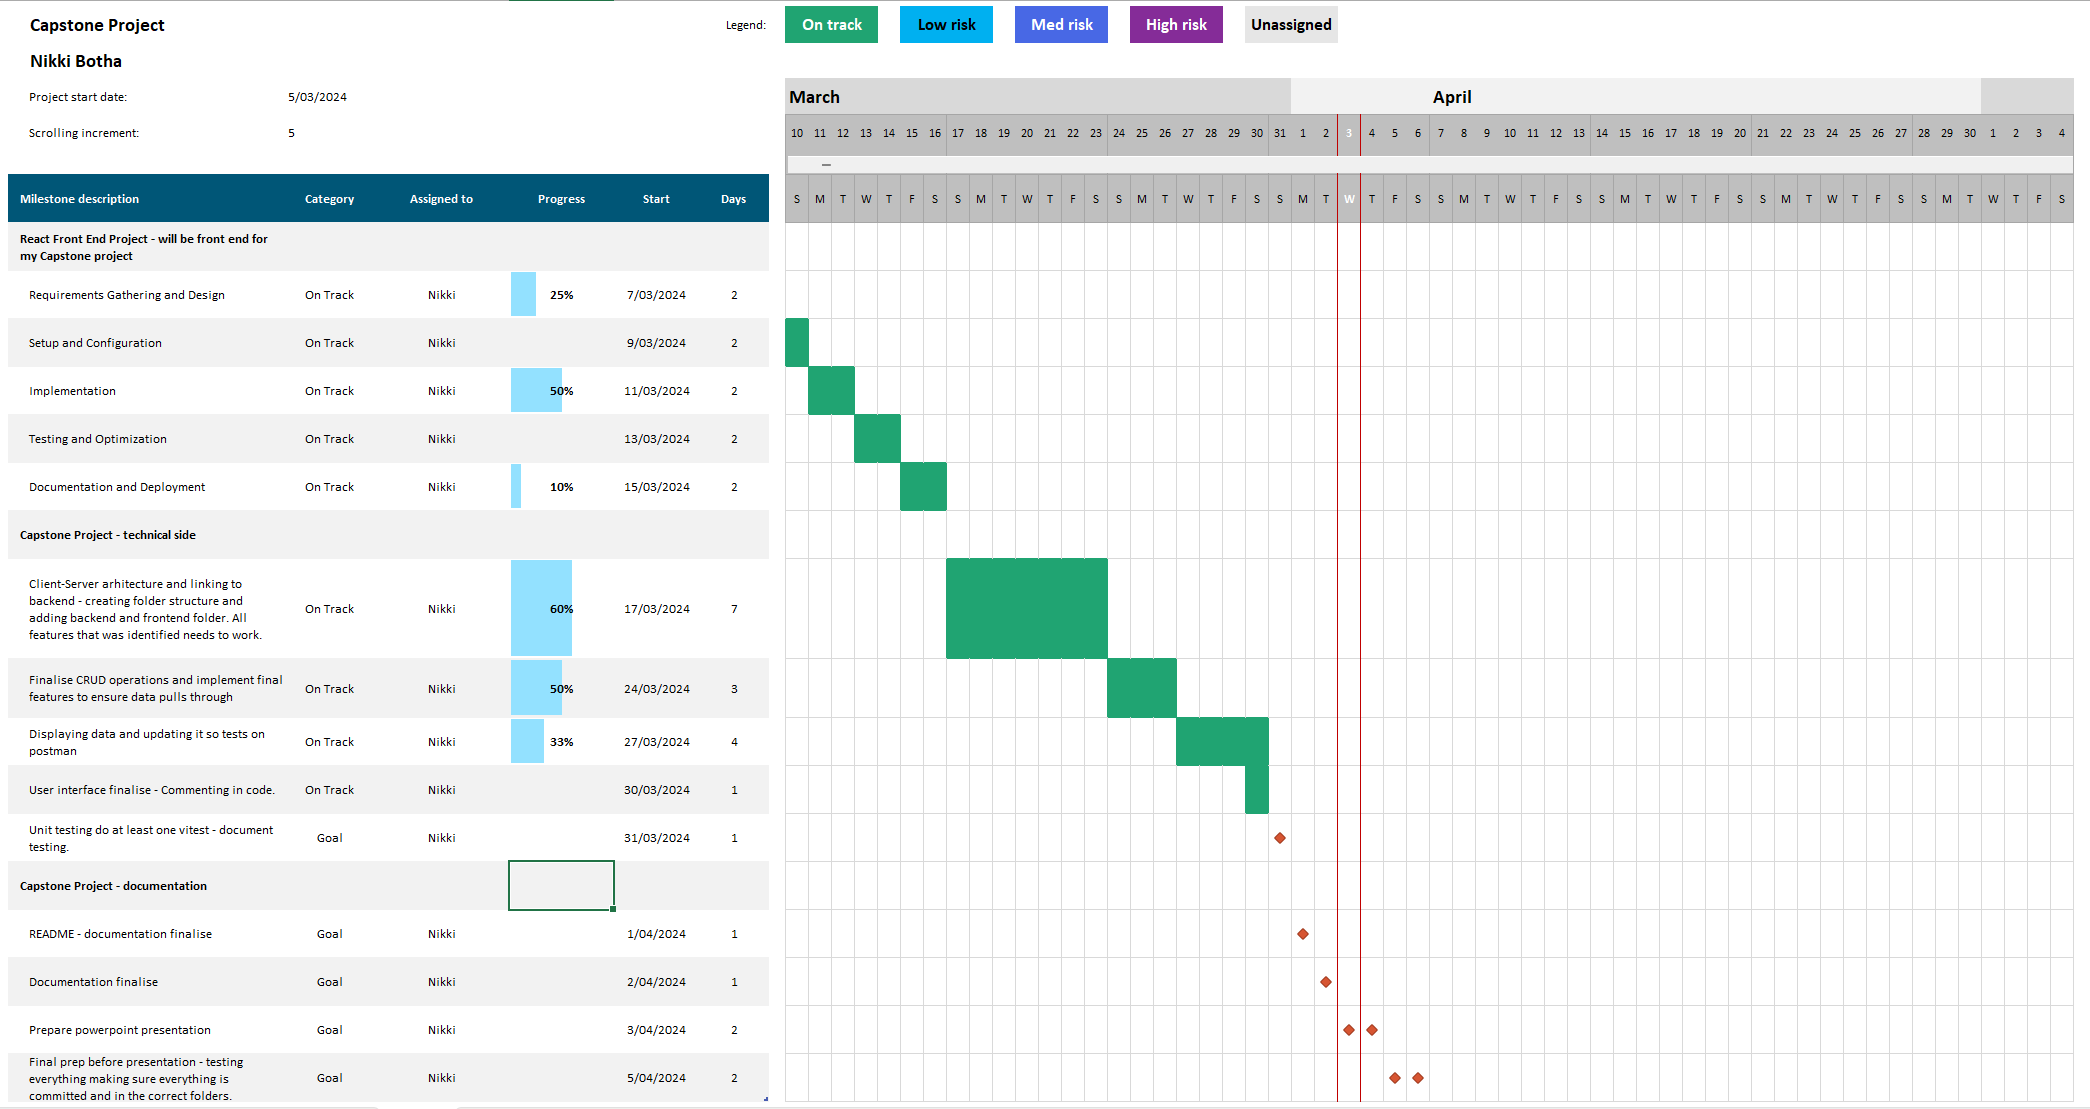 Capstone Project
Legend: On track Low risk Med risk High risk Unassigned
Nikki Botha
Project start date: 5/03/2024
March April
Scrolling increment: 5
10 11 12 13 14 15 16 17 18 19 20 21 22 23 24 25 26 27 28 29 30 31 1 2 3 4 5 6 7 8 9 10 11 12 13 14 15 16 17 18 19 20 21 22 23 24 25 26 27 28 29 30 1 2 3 4
Milestone description Category Assigned to Progress Start Days
S M T W T F S S M T W T F S S M T W T F S S M T W T F S S M T W T F S S M T W T F S S M T W T F S S M T W T F S
React Front End Project - will be front end for
my Capstone project
Requirements Gathering and Design On Track Nikki 25% 7/03/2024 2
Setup and Configuration On Track Nikki 9/03/2024 2
Implementation On Track Nikki 50% 11/03/2024 2
Testing and Optimization On Track Nikki 13/03/2024 2
Documentation and Deployment On Track Nikki 10% 15/03/2024 2
Capstone Project - technical side
Client-Server arhitecture and linking to
backend - creating folder structure and
adding backend and frontend folder. All
features that was identified needs to work.
On Track Nikki 60% 17/03/2024 7
Finalise CRUD operations and implement final
features to ensure data pulls through
On Track Nikki 50% 24/03/2024 3
Displaying data and updating it so tests on
postman
On Track Nikki 33% 27/03/2024 4
User interface finalise - Commenting in code. On Track Nikki 30/03/2024 1
Unit testing do at least one vitest - document
testing.
Goal Nikki 31/03/2024 1
Capstone Project - documentation
README - documentation finalise Goal Nikki 1/04/2024 1
Documentation finalise Goal Nikki 2/04/2024 1
Prepare powerpoint presentation Goal Nikki 3/04/2024 2
Final prep before presentation - testing
everything making sure everything is
committed and in the correct folders.
Goal Nikki 5/04/2024 2